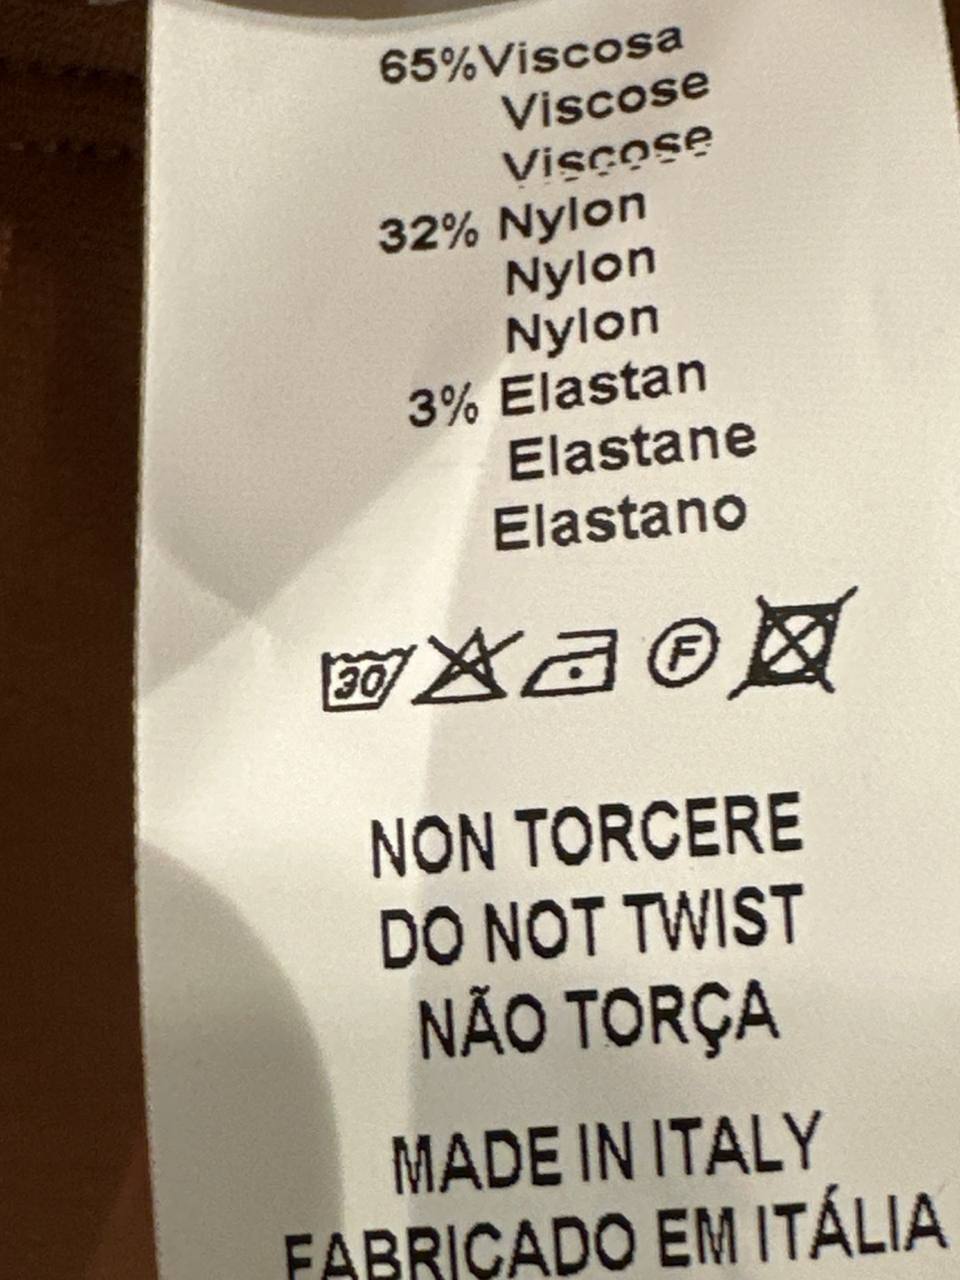 65%Viscosa
Viscose
Viscose
32% Nylon
Nylon
Nylon
3% Elastan
Elastane
Elastano
30 F
NON TORCERE
DO NOT TWIST
NÃO TORÇA
MADE IN ITALY
FABRICADO EM ITÁLIA